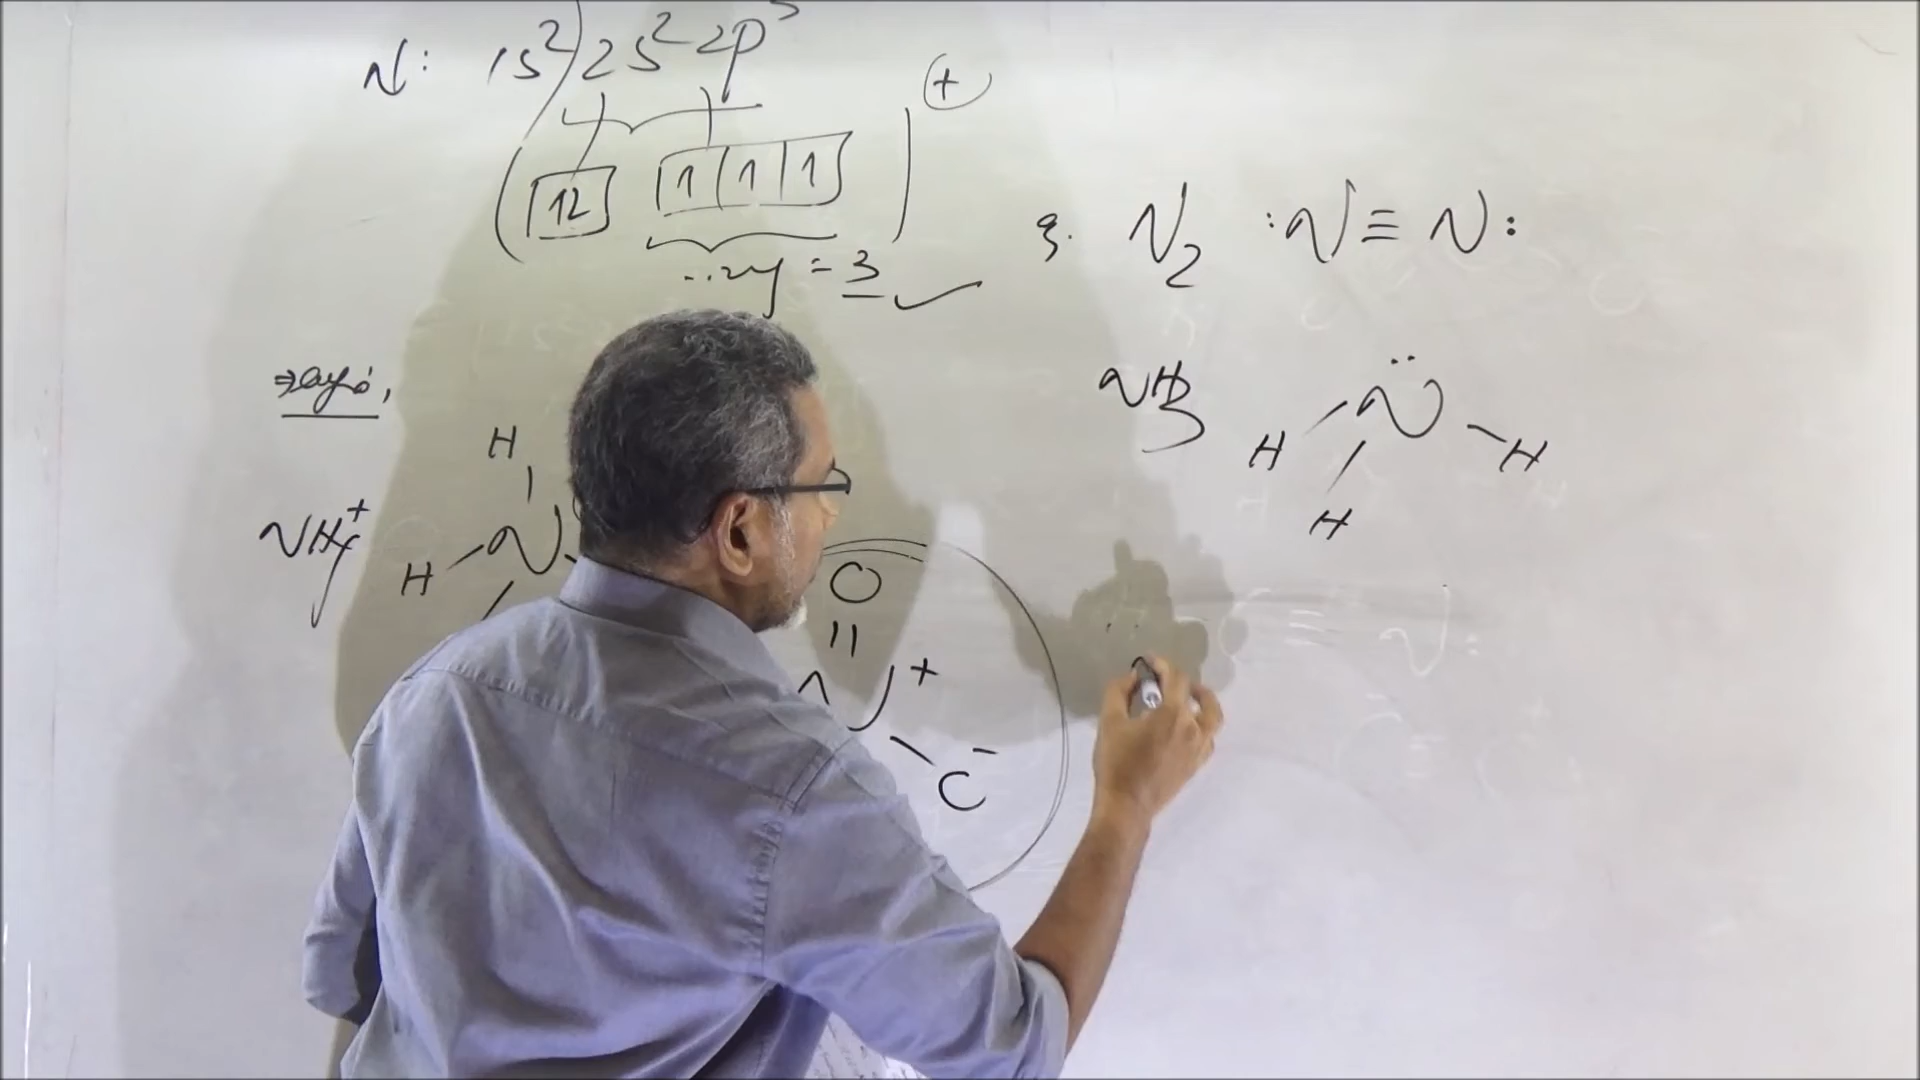 N: 1s² 2s² 2p³
+
12 1 1 1
= 3 ✓
N₂ :N≡N:
NH₃
N̈
H H
H
H
NH₄⁺ H N
O
||
N⁺
C⁻